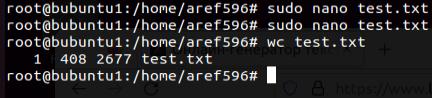 root@bubuntu1:/home/aref596# sudo nano test.txt
root@bubuntu1:/home/aref596# sudo nano test.txt
root@bubuntu1:/home/aref596# wc test.txt
1 408 2677 test.txt
root@bubuntu1:/home/aref596#